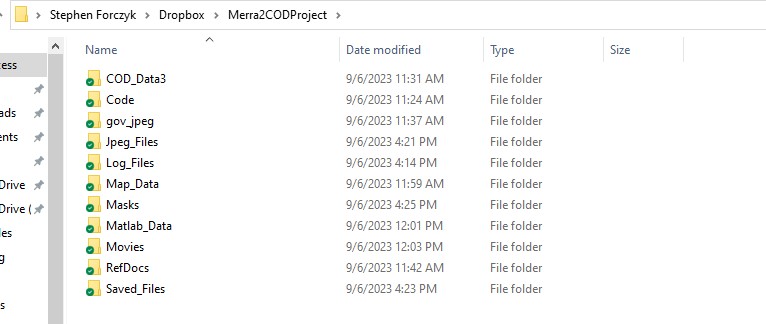 Stephen Forczyk > Dropbox > Merra2CODProject >
Name Date modified Type Size
COD_Data3 9/6/2023 11:31 AM File folder
Code 9/6/2023 11:24 AM File folder
gov_jpeg 9/6/2023 11:37 AM File folder
Jpeg_Files 9/6/2023 4:21 PM File folder
Log_Files 9/6/2023 4:14 PM File folder
Map_Data 9/6/2023 11:59 AM File folder
Masks 9/6/2023 4:25 PM File folder
Matlab_Data 9/6/2023 12:01 PM File folder
Movies 9/6/2023 12:03 PM File folder
RefDocs 9/6/2023 11:42 AM File folder
Saved_Files 9/6/2023 4:23 PM File folder
cess
ads
ents
Drive
Drive (
les
g
s